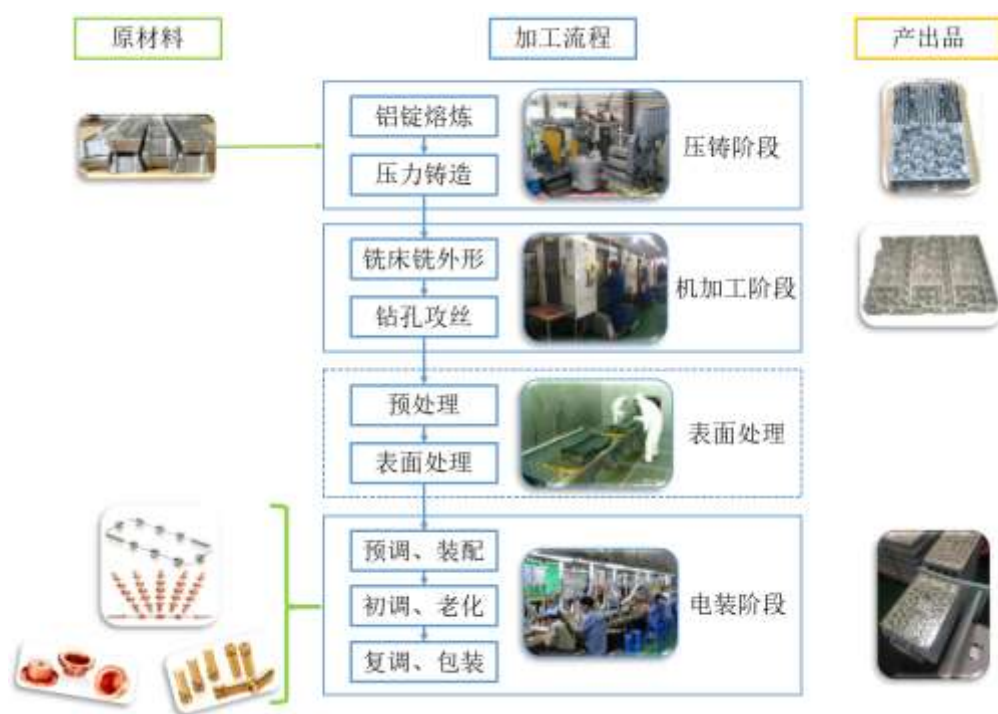 原材料
加工流程
产出品
铝锭熔炼
压力铸造
压铸阶段
铣床铣外形
钻孔攻丝
机加工阶段
预处理
表面处理
表面处理
预调、装配
初调、老化
复调、包装
电装阶段